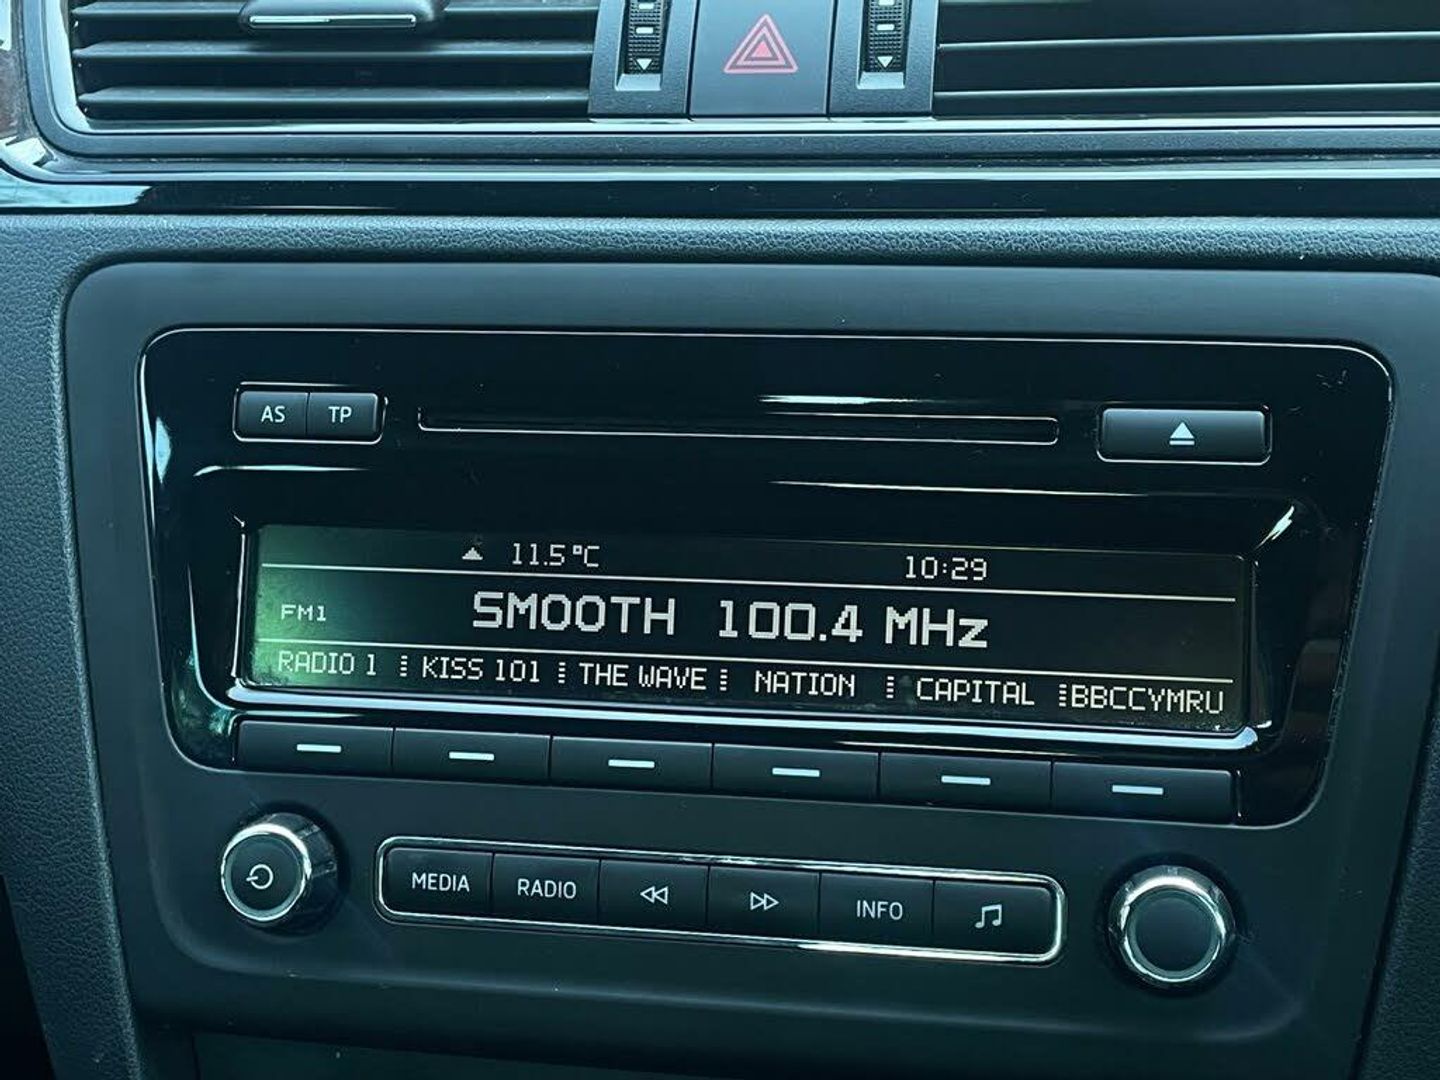 AS TP
11.5°C 10:29
FM1 SMOOTH 100.4 MHz
RADIO 1 KISS 101 THE WAVE NATION CAPITAL BBCCYMRU
MEDIA RADIO INFO